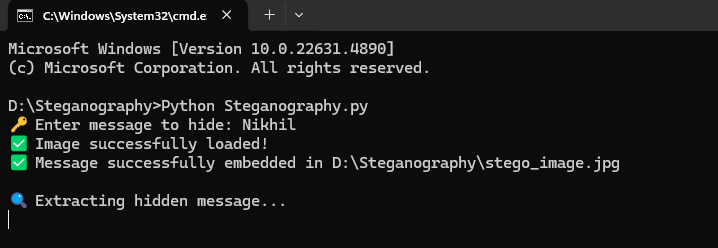 C:\Windows\System32\cmd.e
Microsoft Windows [Version 10.0.22631.4890]
(c) Microsoft Corporation. All rights reserved.
D:\Steganography>Python Steganography.py
🔑 Enter message to hide: Nikhil
✅ Image successfully loaded!
✅ Message successfully embedded in D:\Steganography\stego_image.jpg
🔍 Extracting hidden message...